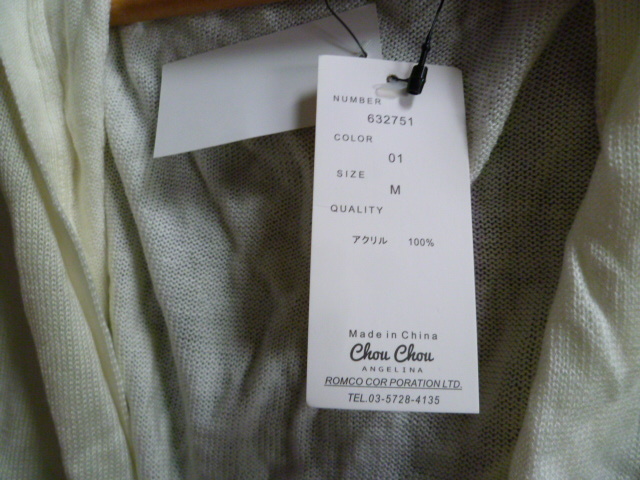 NUMBER
632751
COLOR
01
SIZE
M
QUALITY
アクリル 100%
Made in China
Chou Chou
ANGELINA
ROMCO COR PORATION LTD.
TEL.03-5728-4135